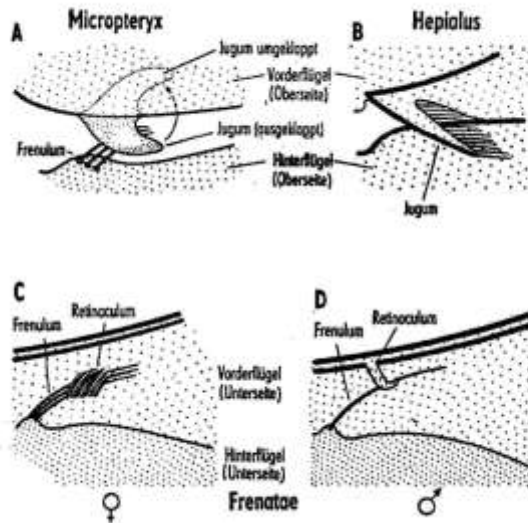 A
Micropteryx
Jugum umgeklappt
Vorderflügel
(Oberseite)
Frenulum
Jugum (ausgeklappt)
Hinterflügel
(Oberseite)
B
Hepialus
Jugum
C
Frenulum
Retinaculum
Vorderflügel
(Unterseite)
Hinterflügel
(Unterseite)
♀
Frenatae
D
Frenulum
Retinaculum
♂